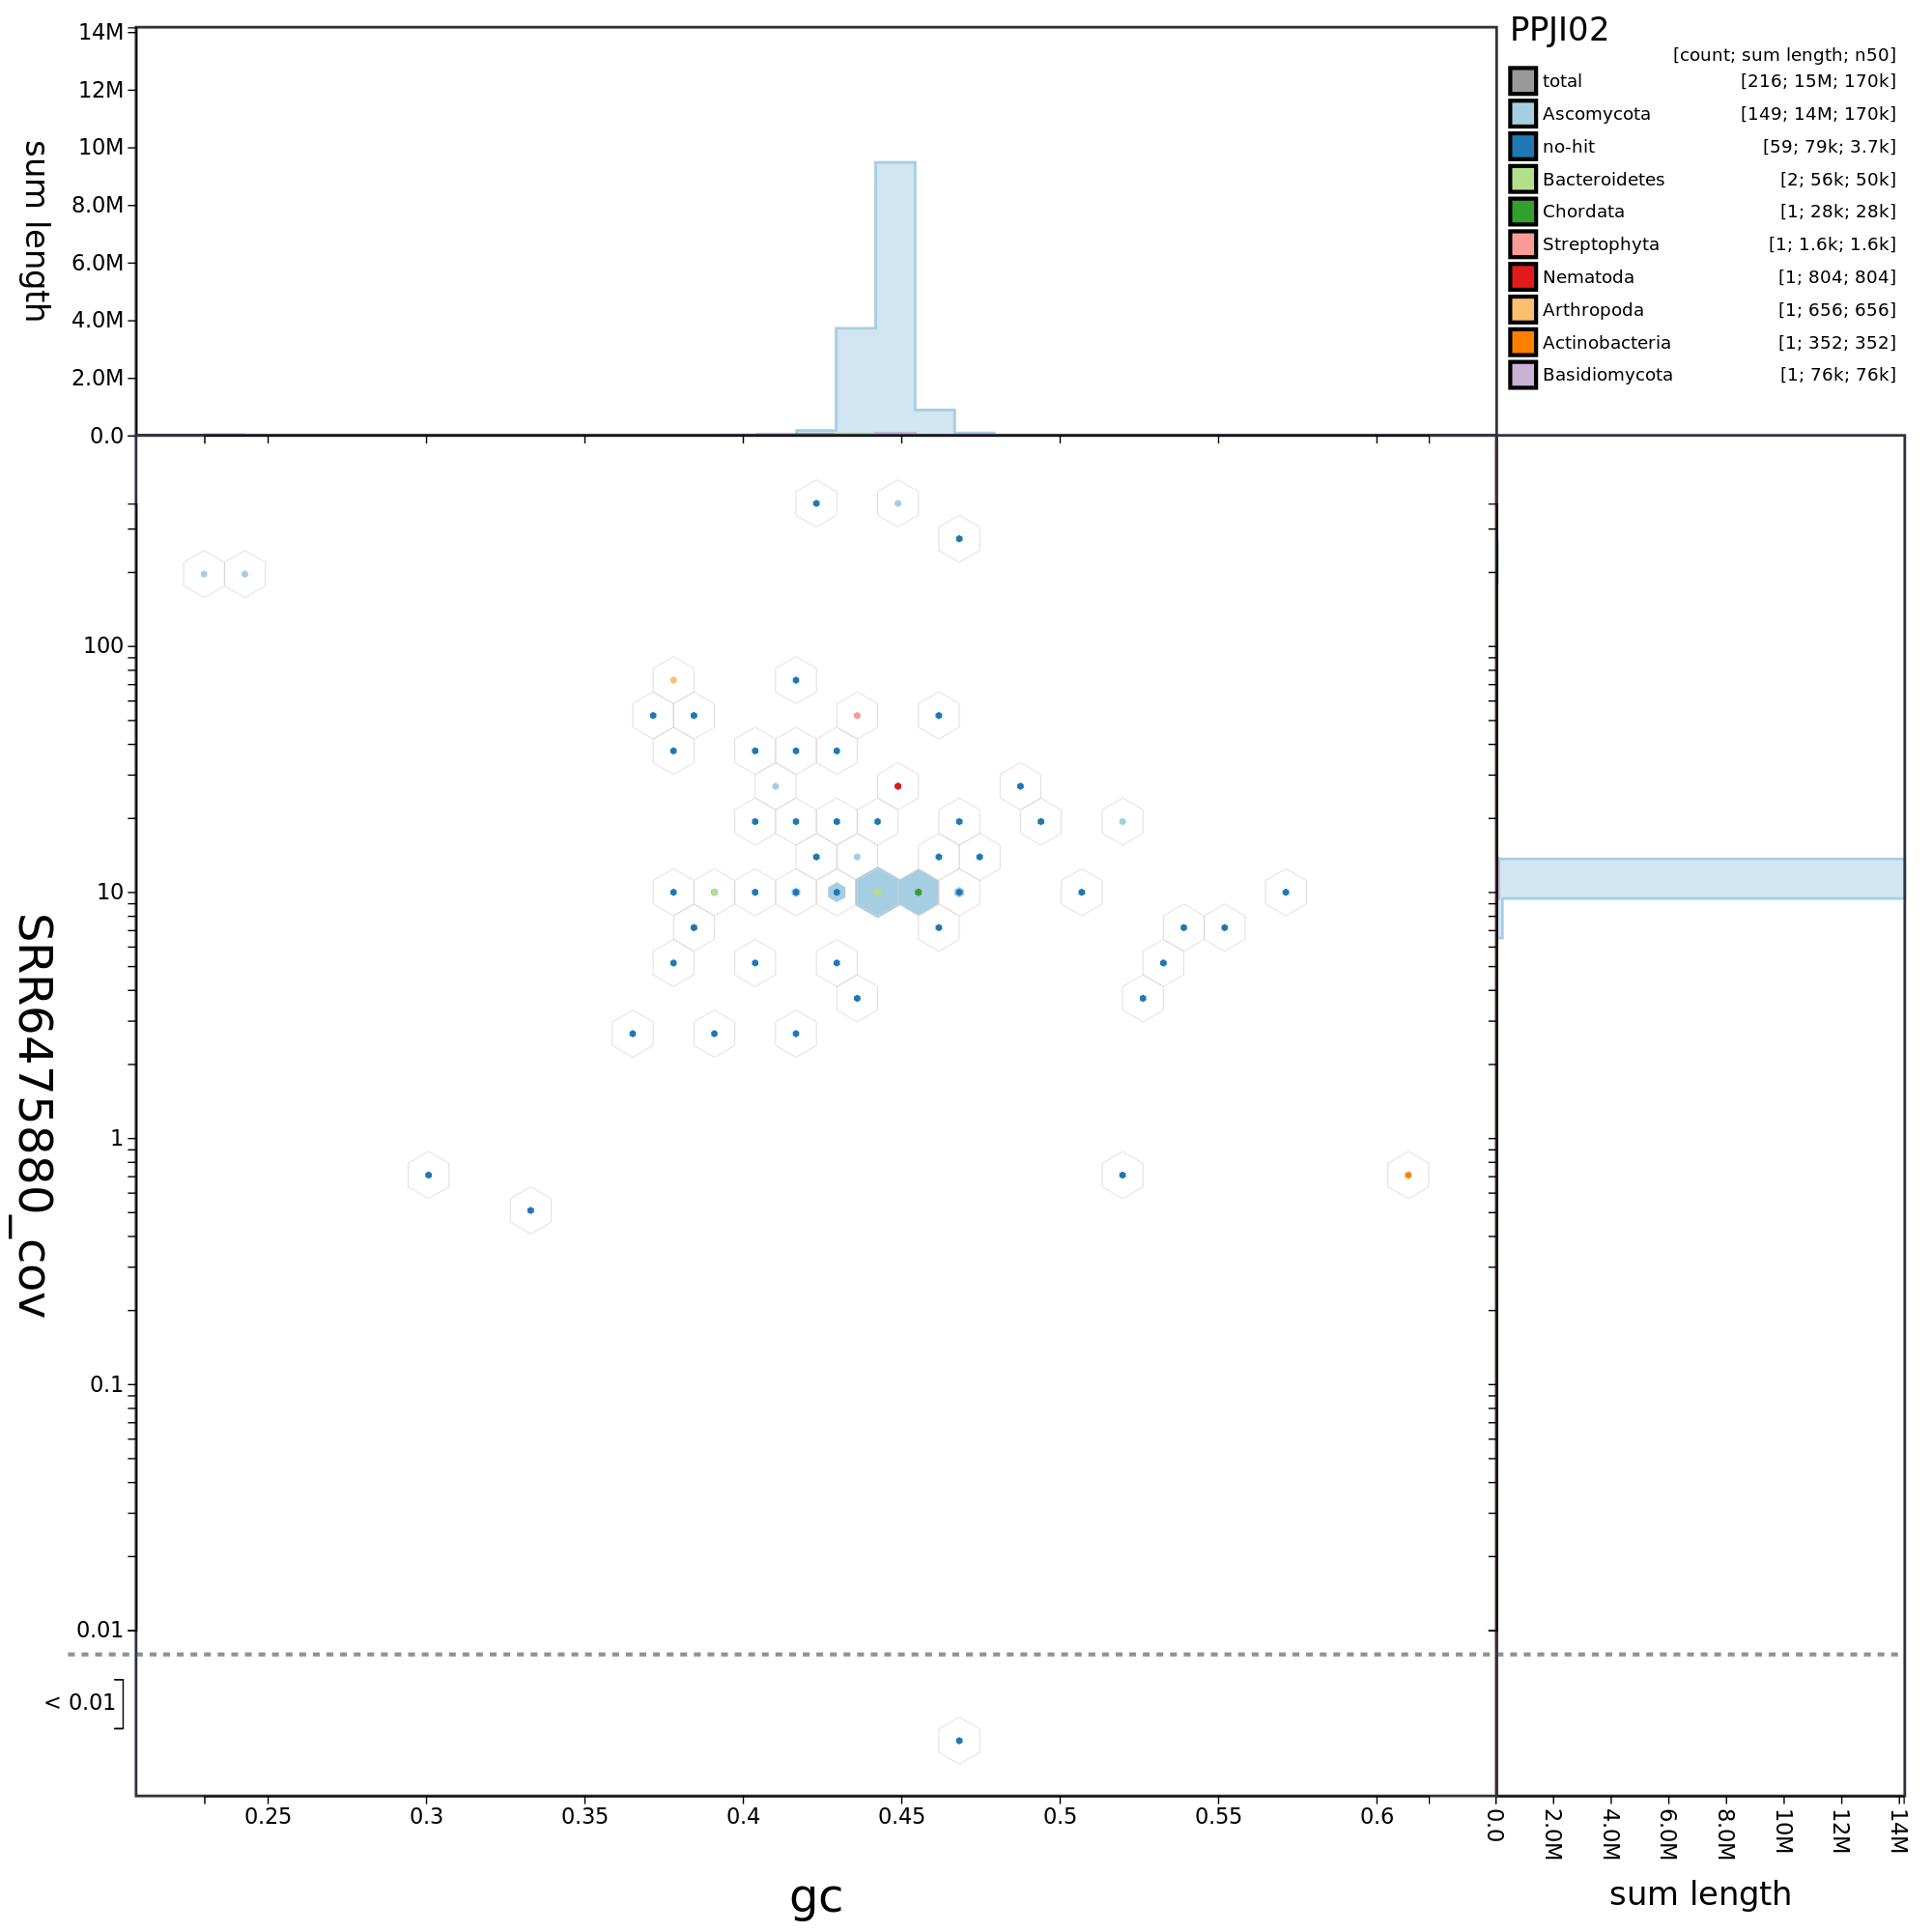 PPJI02
[count; sum length; n50]
total [216; 15M; 170k]
Ascomycota [149; 14M; 170k]
no-hit [59; 79k; 3.7k]
Bacteroidetes [2; 56k; 50k]
Chordata [1; 28k; 28k]
Streptophyta [1; 1.6k; 1.6k]
Nematoda [1; 804; 804]
Arthropoda [1; 656; 656]
Actinobacteria [1; 352; 352]
Basidiomycota [1; 76k; 76k]
sum length
14M
12M
10M
8.0M
6.0M
4.0M
2.0M
0.0
SRR6475880_cov
100
10
1
0.1
0.01
< 0.01
0.25 0.3 0.35 0.4 0.45 0.5 0.55 0.6
gc
0.0 2.0M 4.0M 6.0M 8.0M 10M 12M 14M
sum length